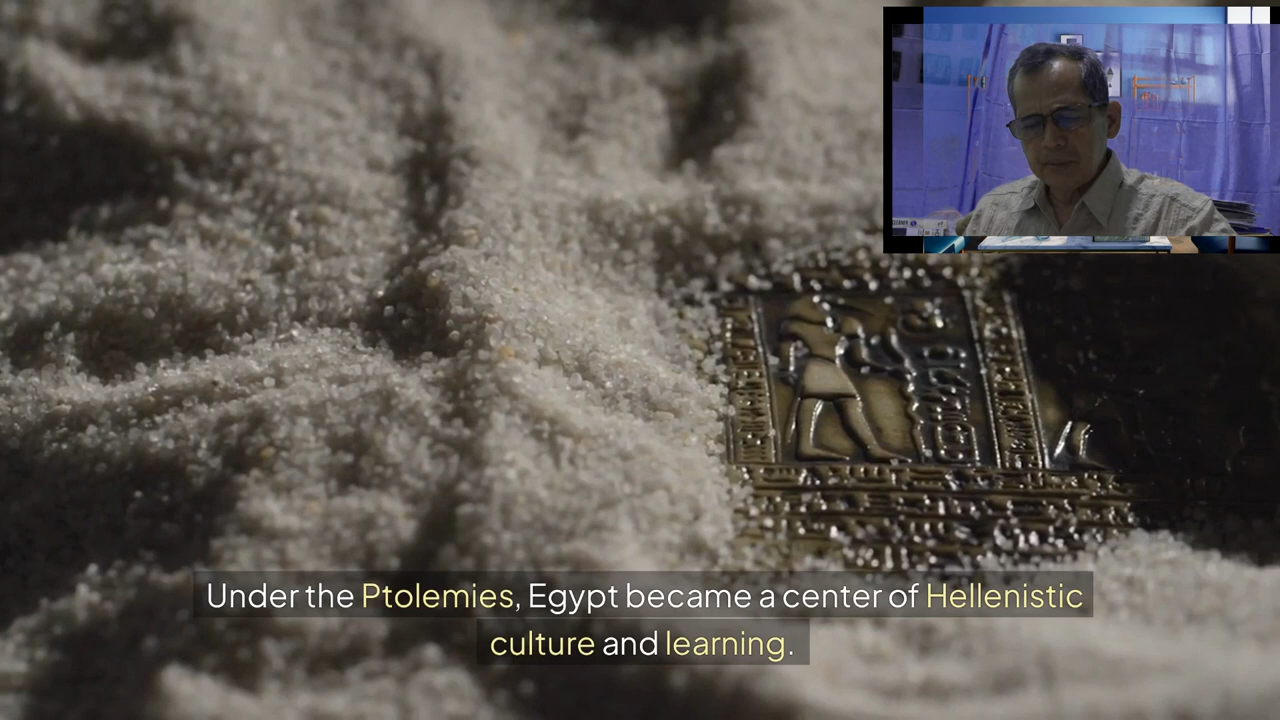 Under the Ptolemies, Egypt became a center of Hellenistic
culture and learning.